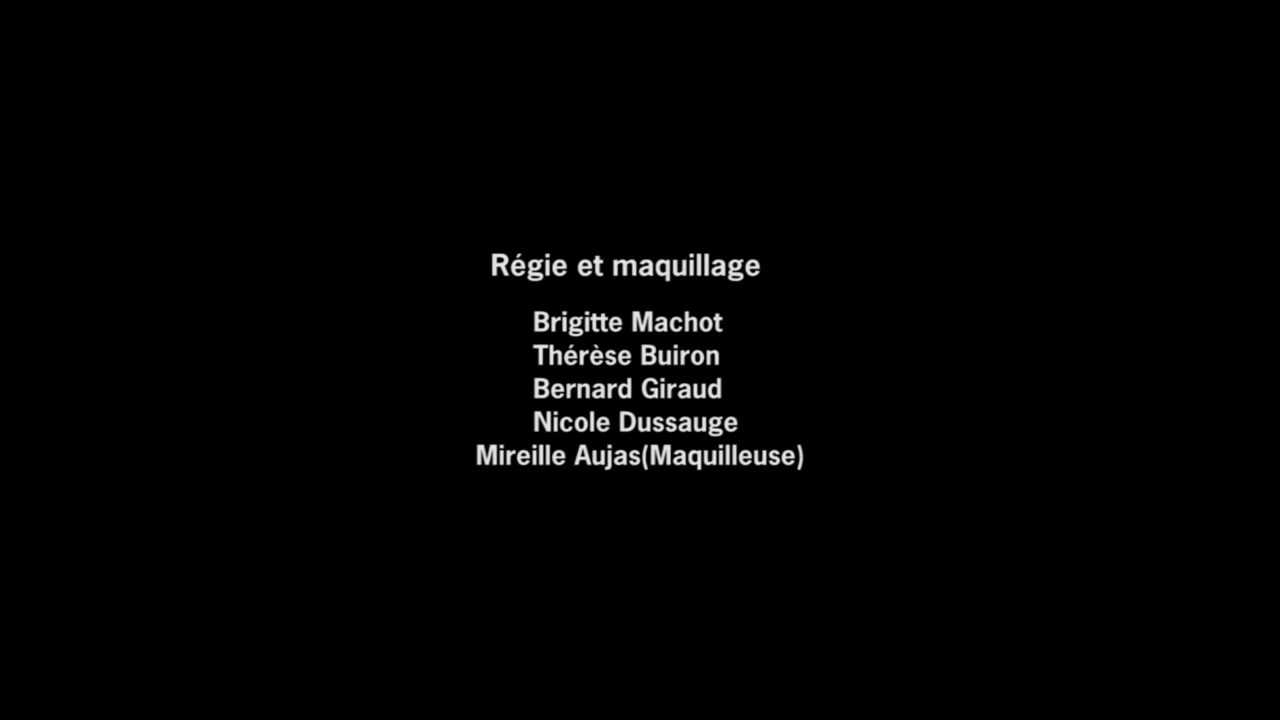 Régie et maquillage
Brigitte Machot
Thérèse Buiron
Bernard Giraud
Nicole Dussauge
Mireille Aujas(Maquilleuse)